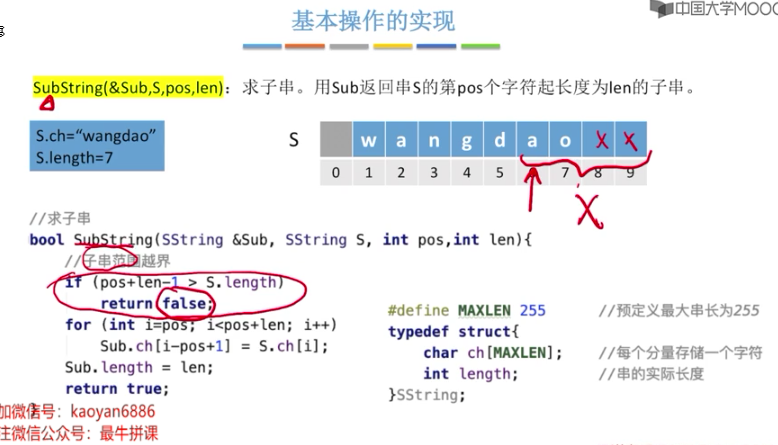 中国大学MOOC
基本操作的实现
SubString(&Sub,S,pos,len)：求子串。用Sub返回串S的第pos个字符起长度为len的子串。
S.ch="wangdao"
S.length=7
S w a n g d a o x x
0 1 2 3 4 5 7 8 9
X
//求子串
bool SubString(SString &Sub, SString S, int pos,int len){
//子串范围越界
if (pos+len-1 > S.length)
return false;
for (int i=pos; i<pos+len; i++)
Sub.ch[i-pos+1] = S.ch[i];
Sub.length = len;
return true;
}
#define MAXLEN 255 //预定义最大串长为255
typedef struct{
char ch[MAXLEN]; //每个分量存储一个字符
int length; //串的实际长度
}SString;
加微信号：kaoyan6886
注微信公众号：最牛拼课